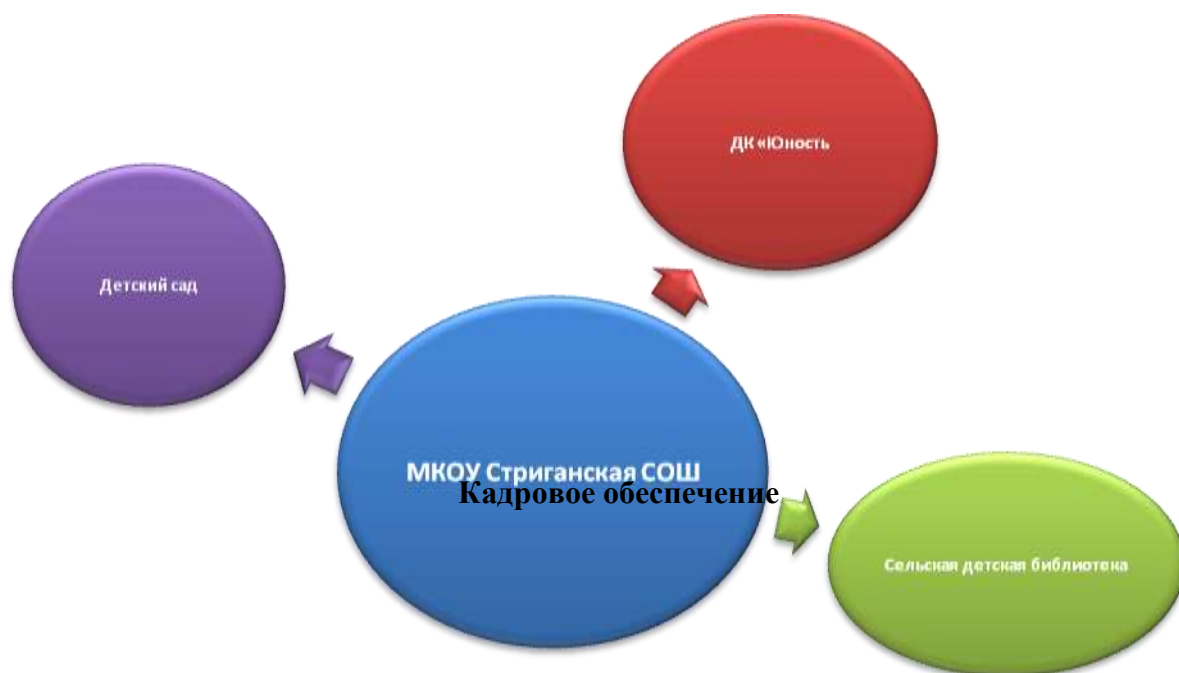 ДК «Юность
Детский сад
МКОУ Стриганская СОШ
Кадровое обеспечение
Сельская детская библиотека